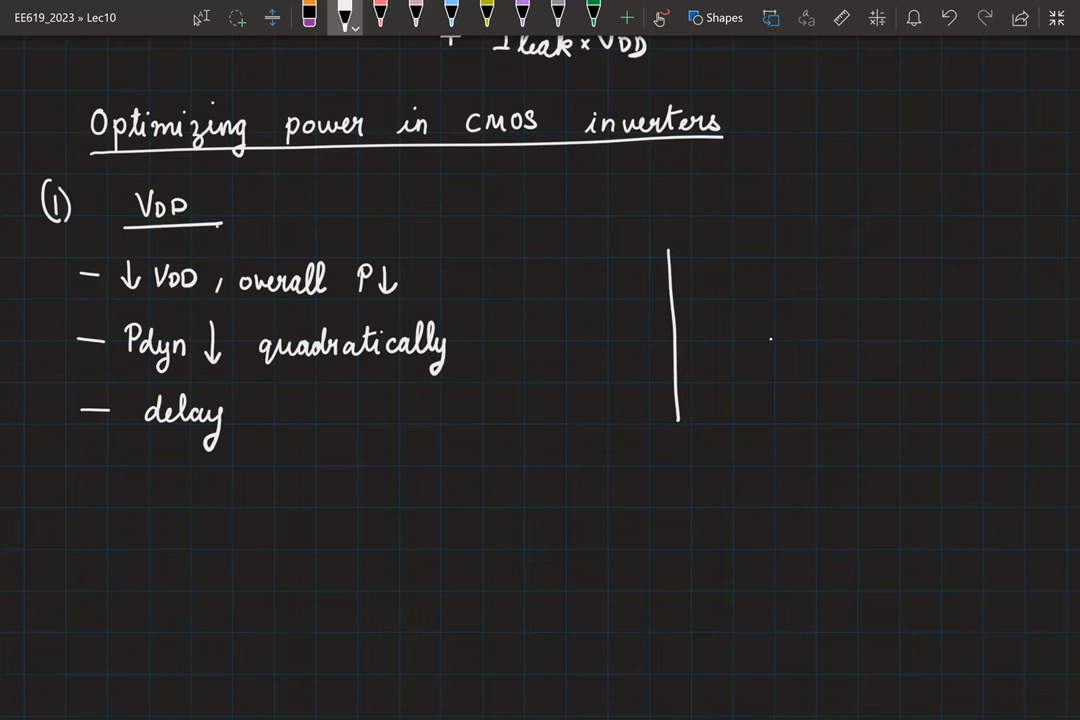 EE619_2023 » Lec10
Shapes
+ Ileak × VDD
Optimizing power in CMOS inverters
(1) VDD
— ↓ VDD , overall P↓
— Pdyn ↓ quadratically
— delay